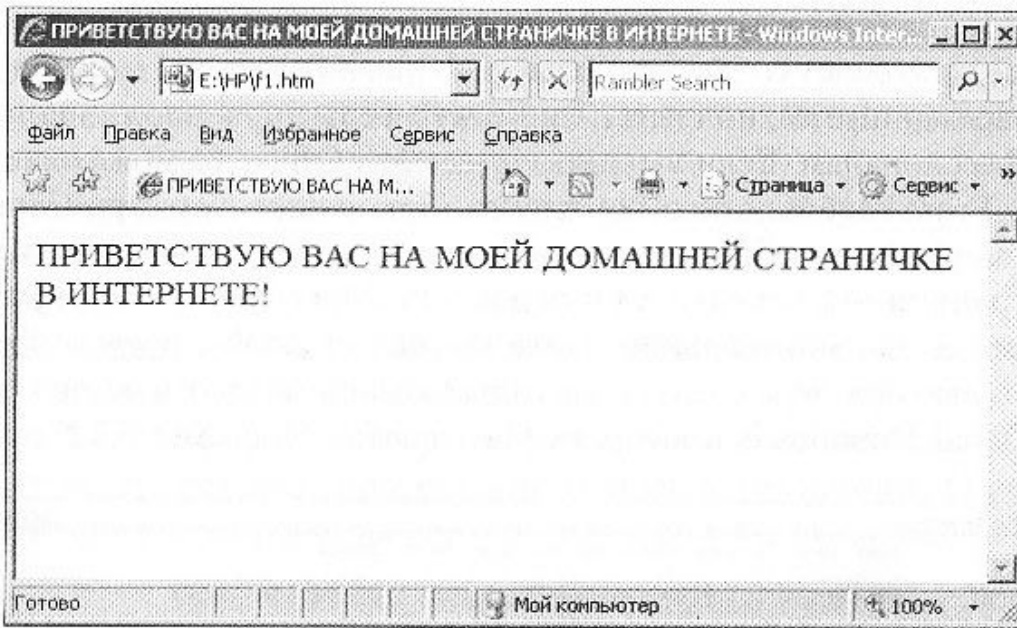 ПРИВЕТСТВУЮ ВАС НА МОЕЙ ДОМАШНЕЙ СТРАНИЧКЕ В ИНТЕРНЕТЕ - Windows Inter...
E:\HP\f1.htm
Rambler Search
Файл Правка Вид Избранное Сервис Справка
ПРИВЕТСТВУЮ ВАС НА М...
Страница
Сервис
»
ПРИВЕТСТВУЮ ВАС НА МОЕЙ ДОМАШНЕЙ СТРАНИЧКЕ
В ИНТЕРНЕТЕ!
Готово
Мой компьютер
100%